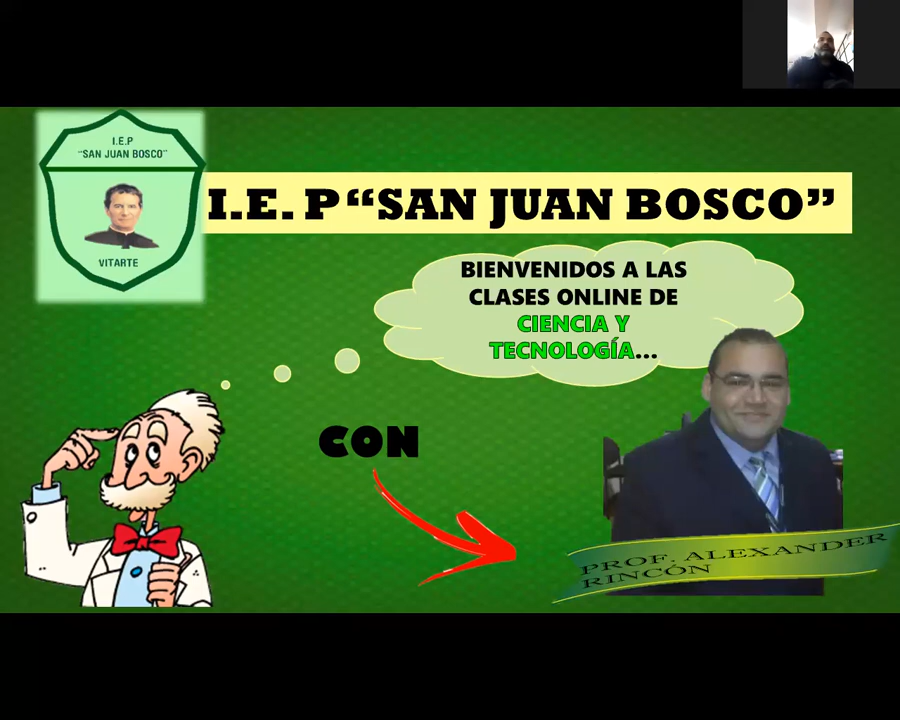 I.E.P
“SAN JUAN BOSCO”
VITARTE
I.E. P “SAN JUAN BOSCO”
BIENVENIDOS A LAS
CLASES ONLINE DE
CIENCIA Y
TECNOLOGÍA...
CON
PROF. ALEXANDER
RINCÓN